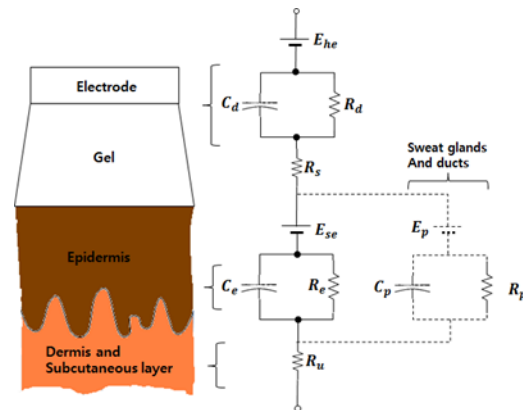 E_he
Electrode
C_d
R_d
Gel
R_s
Sweat glands
And ducts
E_se
E_p
Epidermis
C_e
R_e
C_p
R_p
Dermis and
Subcutaneous layer
R_u